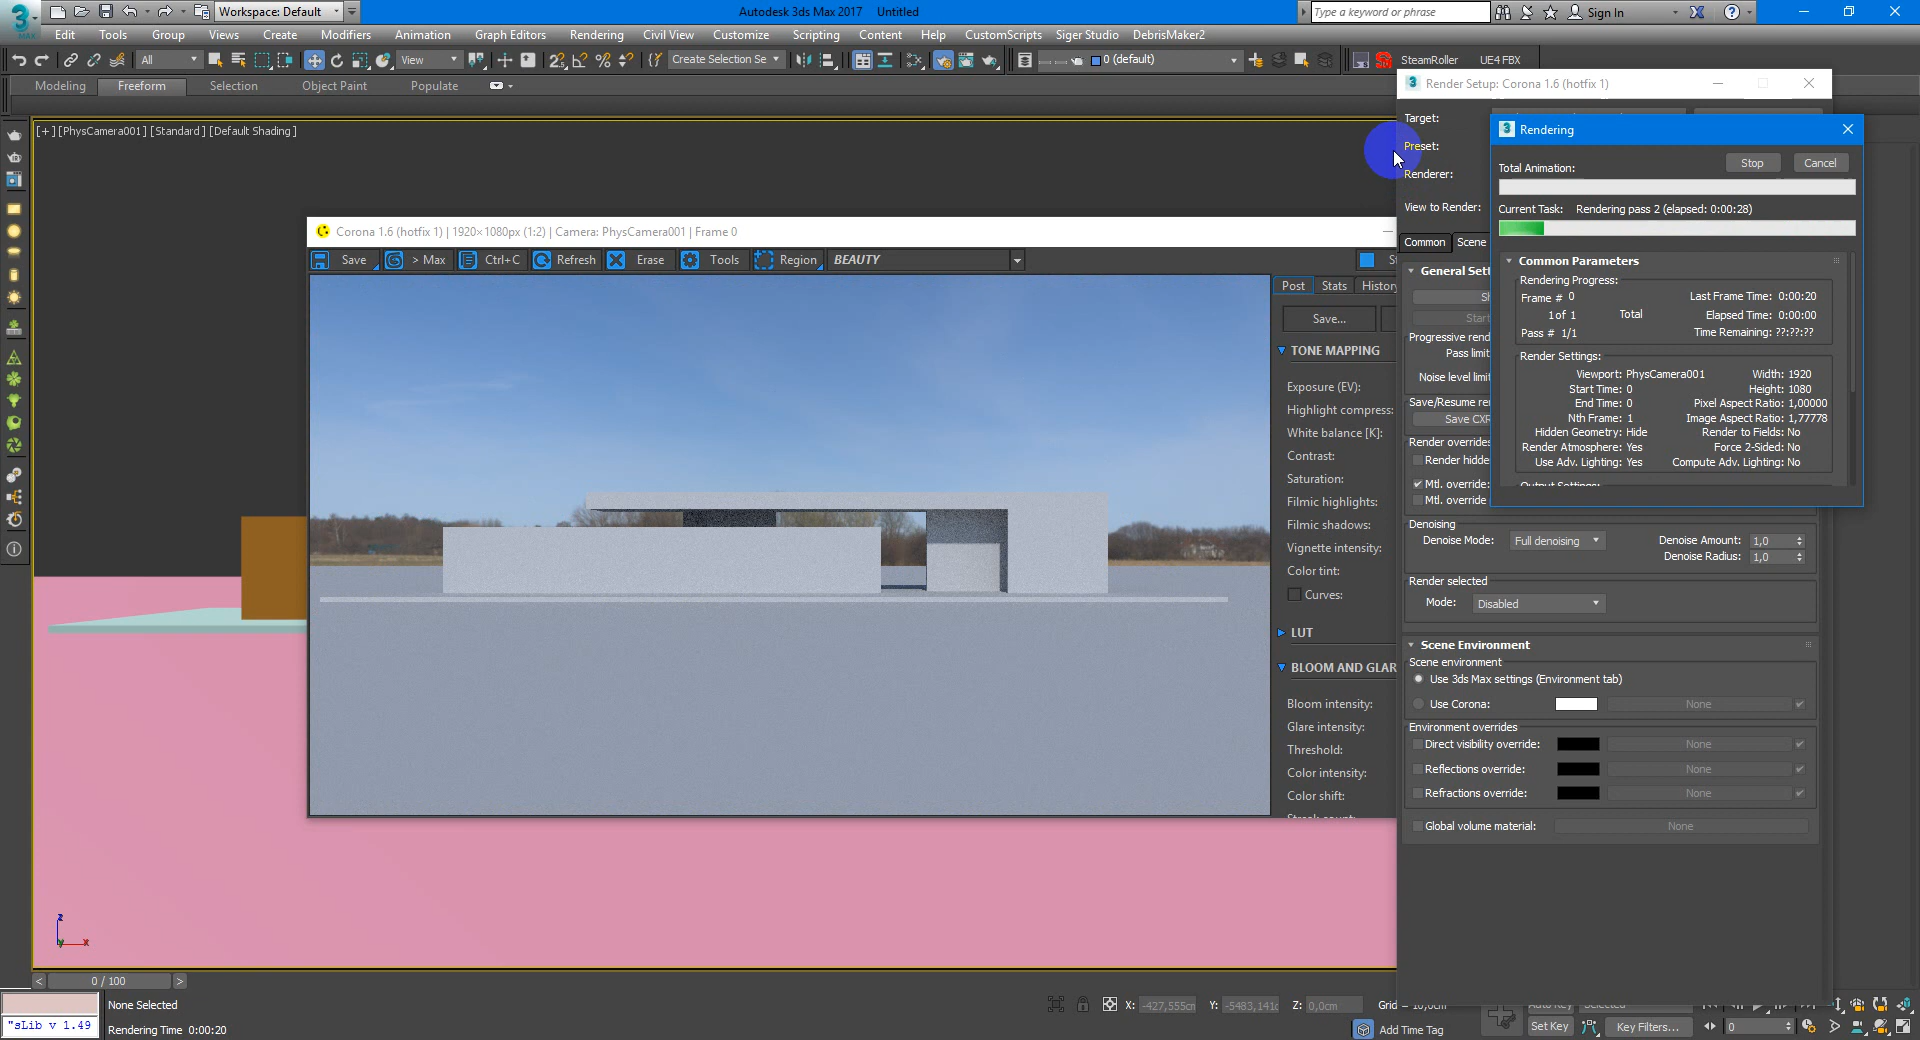 Workspace: Default
Autodesk 3ds Max 2017 Untitled
Type a keyword or phrase
Sign In
MAX
Edit Tools Group Views Create Modifiers Animation Graph Editors Rendering Civil View Customize Scripting Content Help CustomScripts Siger Studio DebrisMaker2
All
View
Create Selection Se
0 (default)
SteamRoller UE4 FBX
Modeling Freeform Selection Object Paint Populate
Render Setup: Corona 1.6 (hotfix 1)
[+] [PhysCamera001] [Standard] [Default Shading]
Target:
Preset:
Renderer:
View to Render:
Common Scene
Rendering
Total Animation:
Stop Cancel
Current Task: Rendering pass 2 (elapsed: 0:00:28)
Common Parameters
Rendering Progress:
Frame # 0 Last Frame Time: 0:00:20
1 of 1 Total Elapsed Time: 0:00:00
Pass # 1/1 Time Remaining: ??:??:??
Render Settings:
Viewport: PhysCamera001 Width: 1920
Start Time: 0 Height: 1080
End Time: 0 Pixel Aspect Ratio: 1,00000
Nth Frame: 1 Image Aspect Ratio: 1,77778
Hidden Geometry: Hide Render to Fields: No
Render Atmosphere: Yes Force 2-Sided: No
Use Adv. Lighting: Yes Compute Adv. Lighting: No
Output Settings:
Corona 1.6 (hotfix 1) | 1920×1080px (1:2) | Camera: PhysCamera001 | Frame 0
Save > Max Ctrl+C Refresh Erase Tools Region BEAUTY
Post Stats History
Save...
TONE MAPPING
Exposure (EV):
Highlight compress:
White balance [K]:
Contrast:
Saturation:
Filmic highlights:
Filmic shadows:
Vignette intensity:
Color tint:
Curves:
LUT
BLOOM AND GLAR
Bloom intensity:
Glare intensity:
Threshold:
Color intensity:
Color shift:
General Sett
Start
Progressive rend
Pass limit
Noise level limit
Save/Resume re
Save CXR
Render overrides
Render hidde
Mtl. override:
Mtl. override
Denoising
Denoise Mode: Full denoising Denoise Amount: 1,0
Denoise Radius: 1,0
Render selected
Mode: Disabled
Scene Environment
Scene environment
Use 3ds Max settings (Environment tab)
Use Corona: None
Environment overrides
Direct visibility override: None
Reflections override: None
Refractions override: None
Global volume material: None
z
x
0 / 100
None Selected
"sLib v 1.49
Rendering Time 0:00:20
X: -427,555cm Y: -5483,141c Z: 0,0cm Grid = 10,0cm
Add Time Tag
Auto Key Selected
Set Key Key Filters...
0